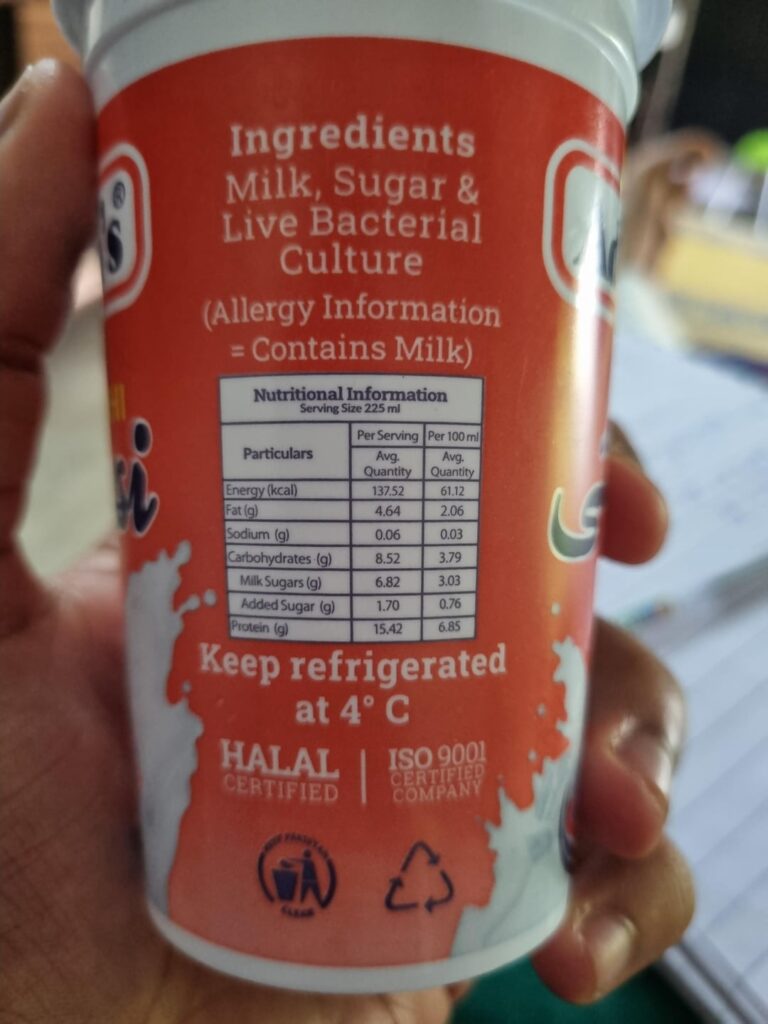 Ingredients
Milk, Sugar &
Live Bacterial
Culture
(Allergy Information
= Contains Milk)
Nutritional Information
Serving Size 225 ml
Particulars Per Serving Per 100 ml
Avg. Quantity Avg. Quantity
Energy (kcal) 137.52 61.12
Fat (g) 4.64 2.06
Sodium (g) 0.06 0.03
Carbohydrates (g) 8.52 3.79
Milk Sugars (g) 6.82 3.03
Added Sugar (g) 1.70 0.76
Protein (g) 15.42 6.85
Keep refrigerated
at 4° C
HALAL
CERTIFIED
ISO 9001
CERTIFIED
COMPANY
KEEP PAKISTAN
CLEAN